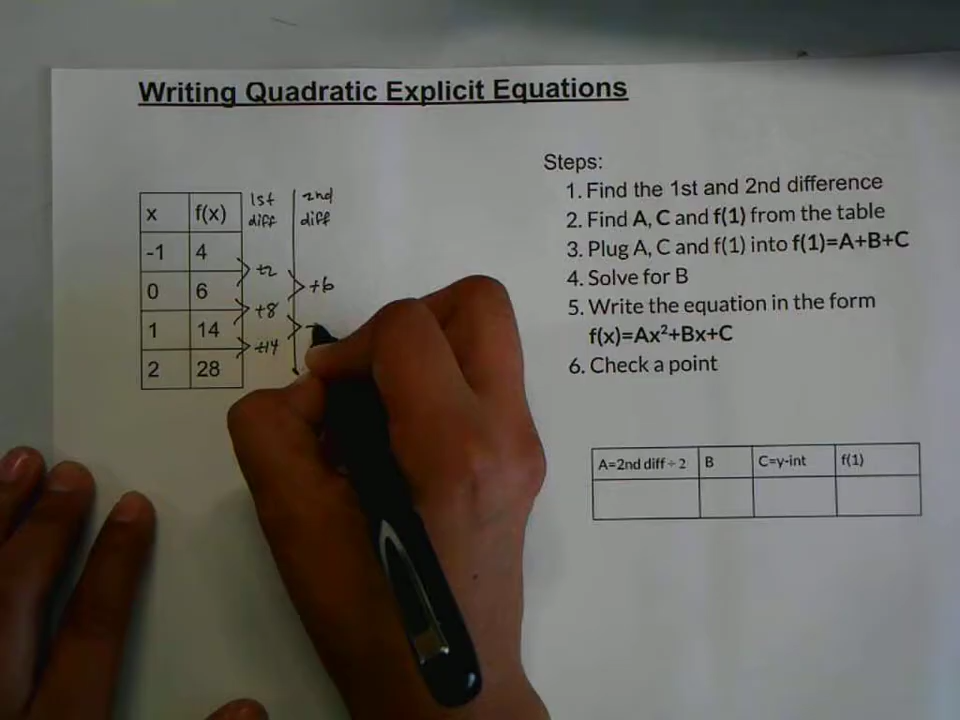 Writing Quadratic Explicit Equations
Steps:
1. Find the 1st and 2nd difference
2. Find A, C and f(1) from the table
3. Plug A, C and f(1) into f(1)=A+B+C
4. Solve for B
5. Write the equation in the form
f(x)=Ax²+Bx+C
6. Check a point
1st 2nd
x f(x) diff diff
-1 4
+2
0 6 +6
+8
1 14
+14
2 28
A=2nd diff ÷ 2 B C=y-int f(1)